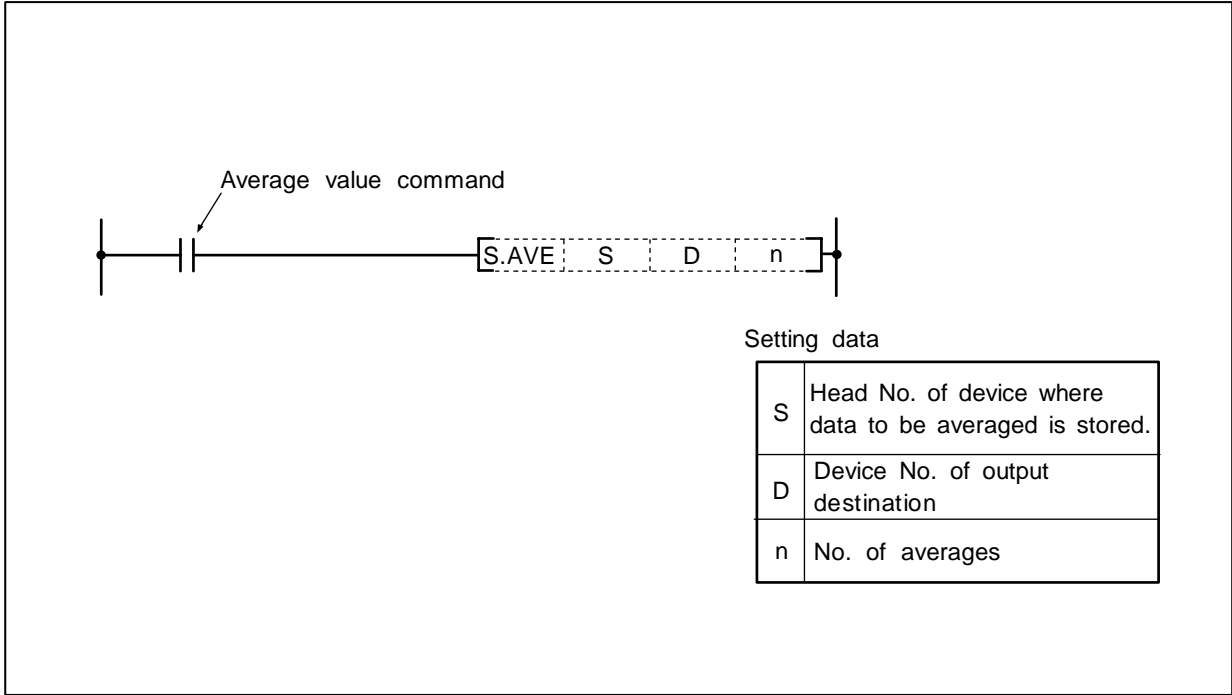 Average value command
S.AVE S D n
Setting data
S Head No. of device where
data to be averaged is stored.
D Device No. of output
destination
n No. of averages